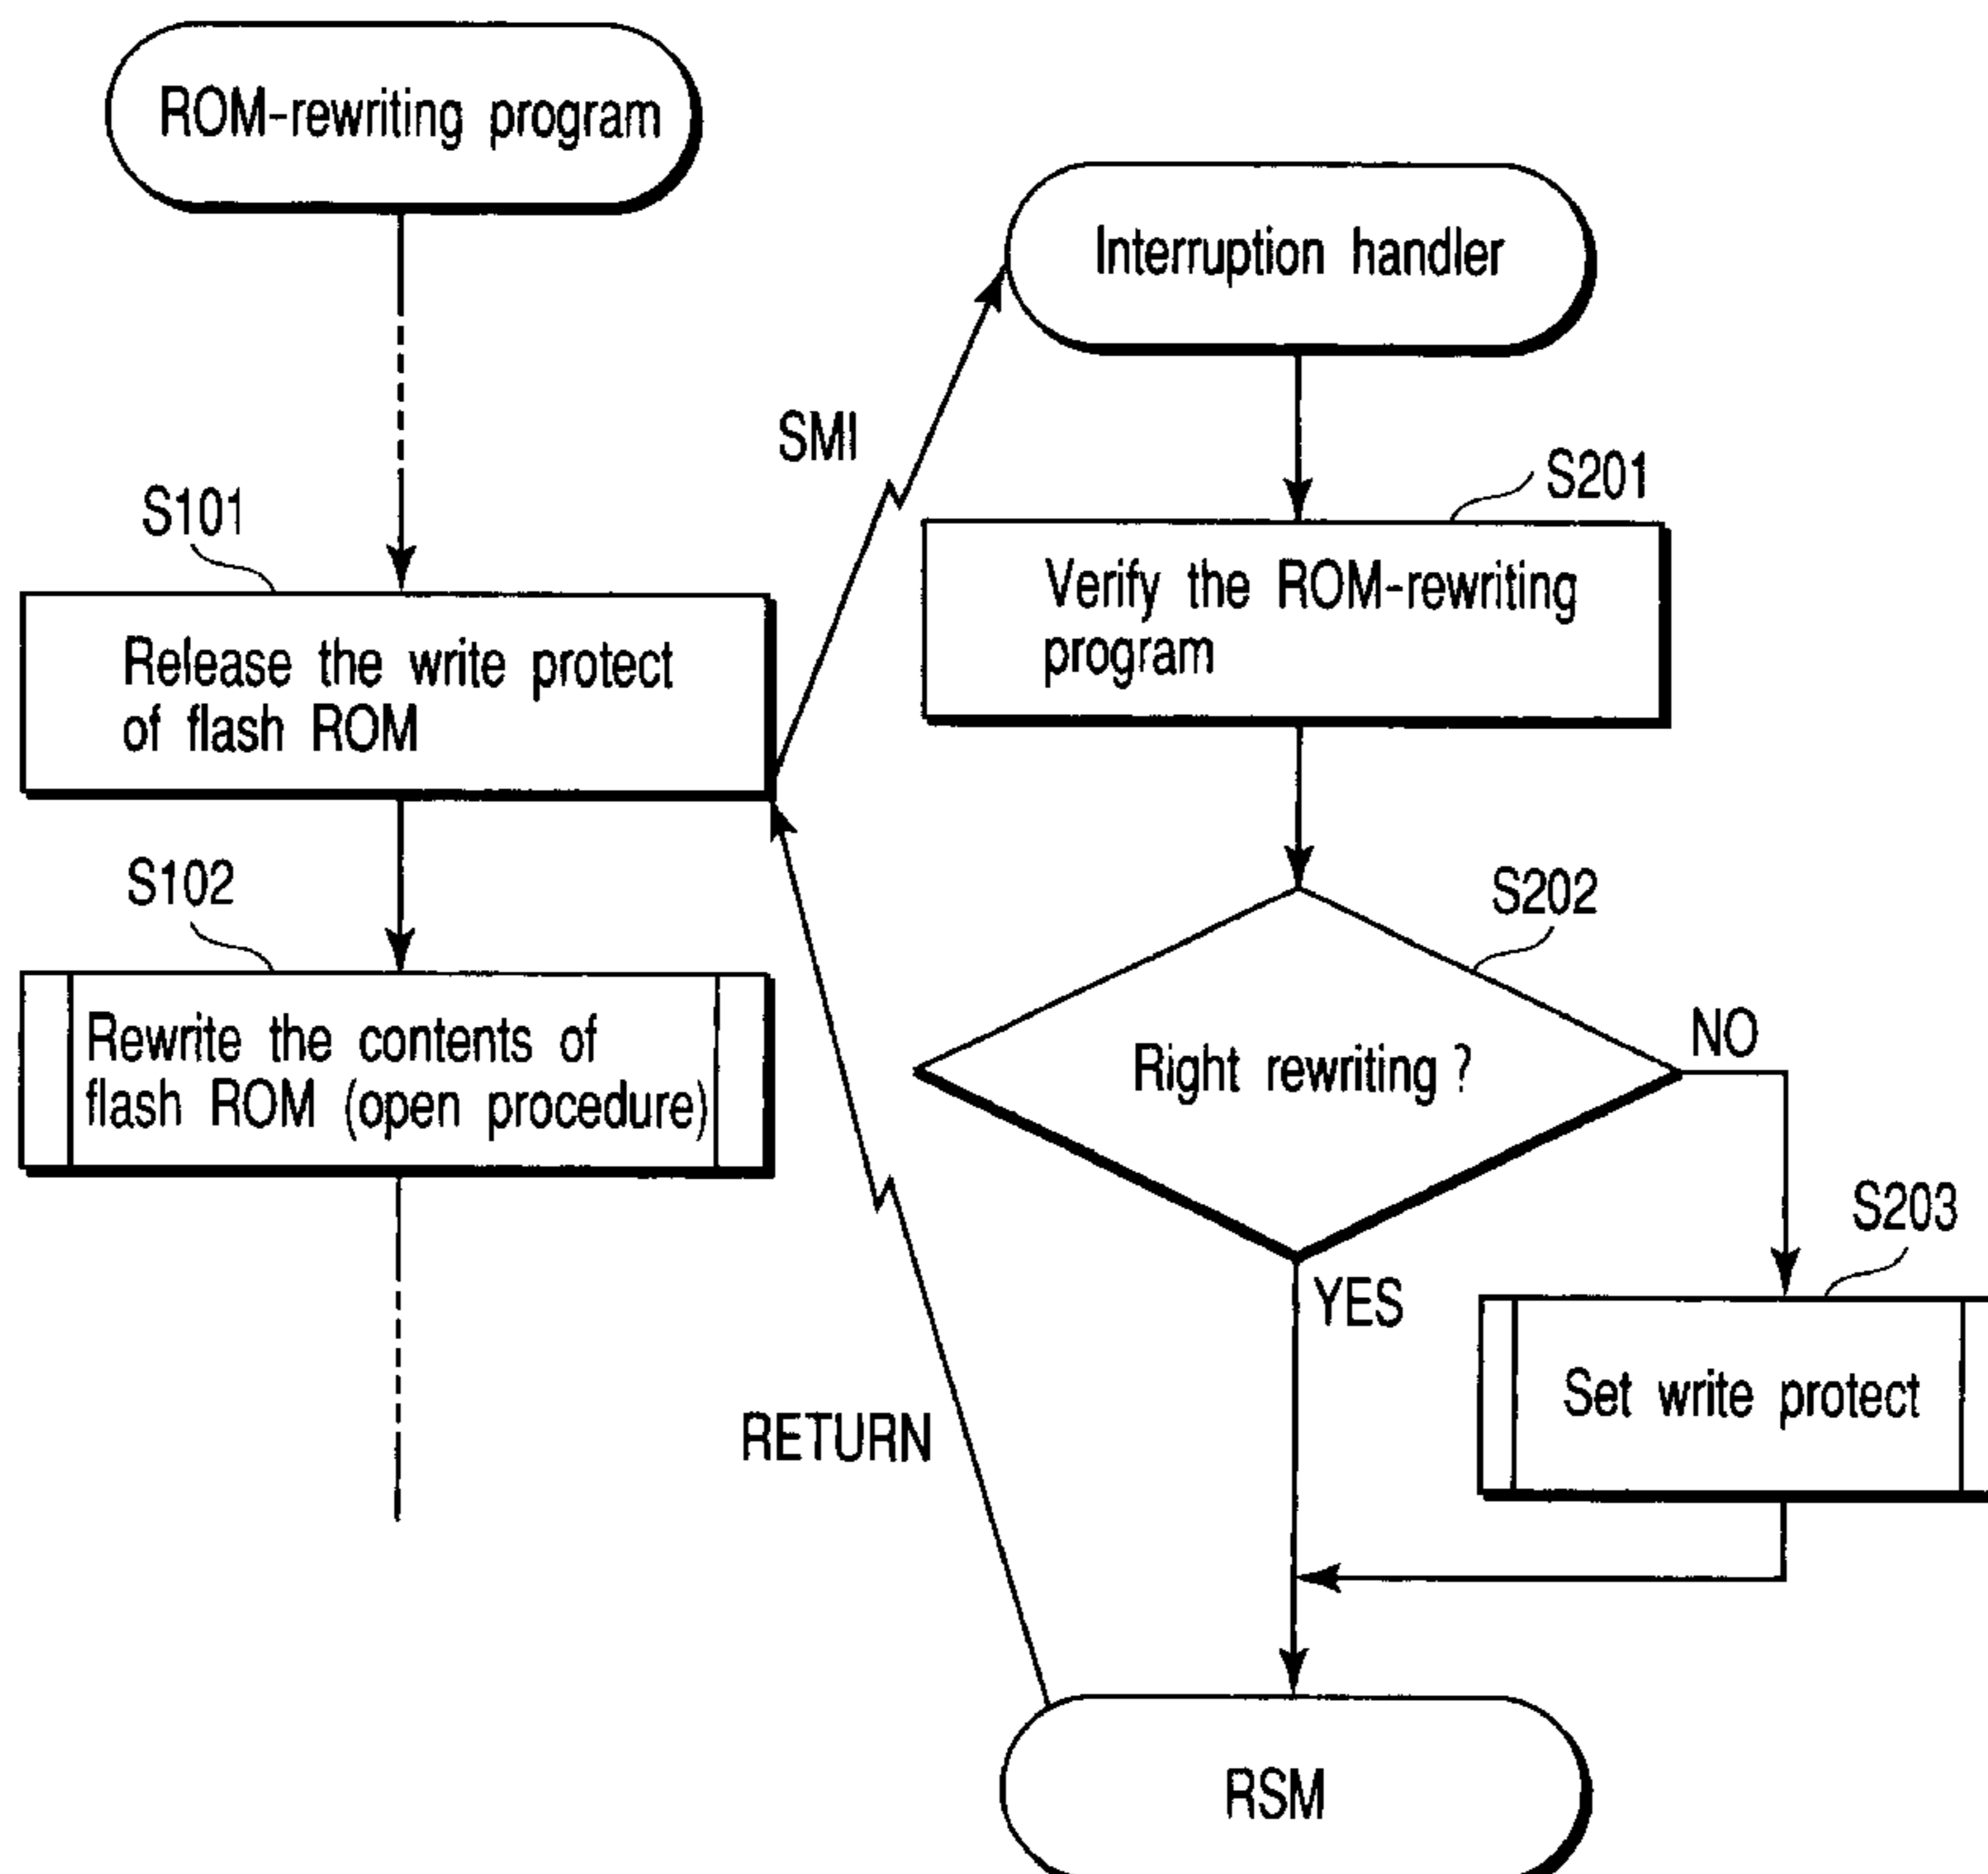 ROM-rewriting program
S101
Release the write protect
of flash ROM
S102
Rewrite the contents of
flash ROM (open procedure)
SMI
RETURN
Interruption handler
S201
Verify the ROM-rewriting
program
S202
Right rewriting ?
NO
YES
S203
Set write protect
RSM